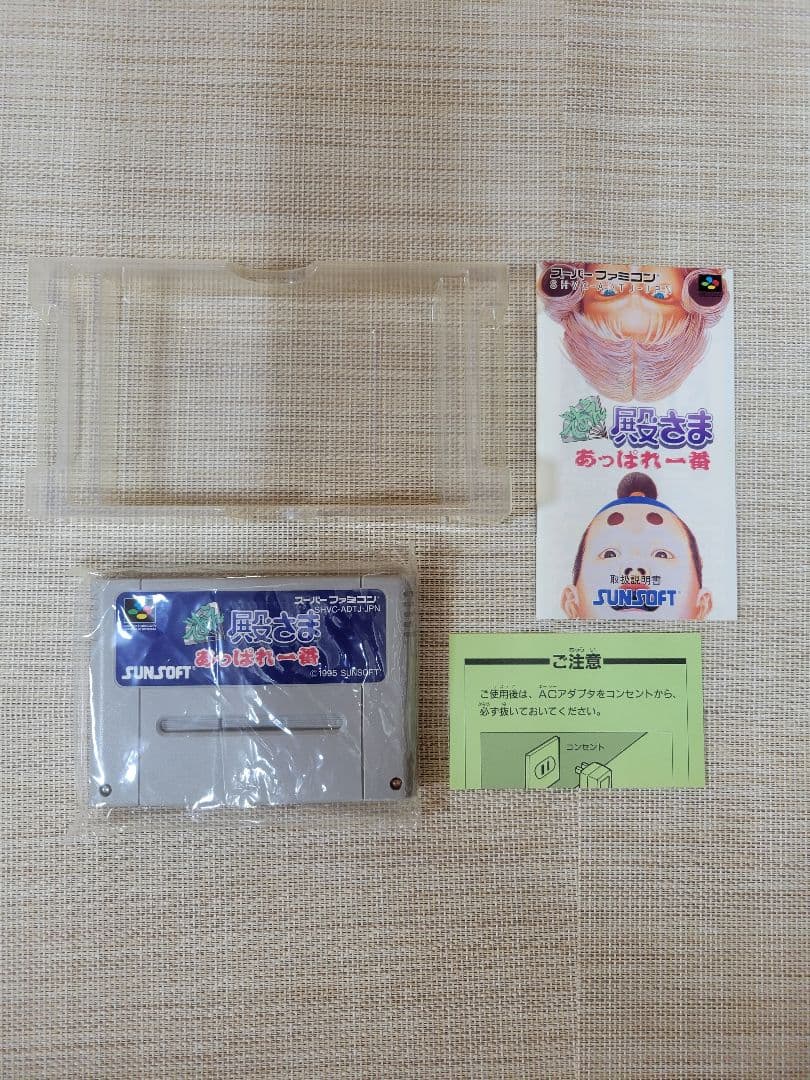 スーパーファミコン
SHVC-ADTJ-JPN
殿さま
あっぱれ一番
取扱説明書
SUNSOFT
スーパーファミコン
SHVC-ADTJ-JPN
殿さま
あっぱれ一番
SUNSOFT
©1995 SUNSOFT
ご注意
ご使用後は、ACアダプタをコンセントから、
必ず抜いておいてください。
コンセント